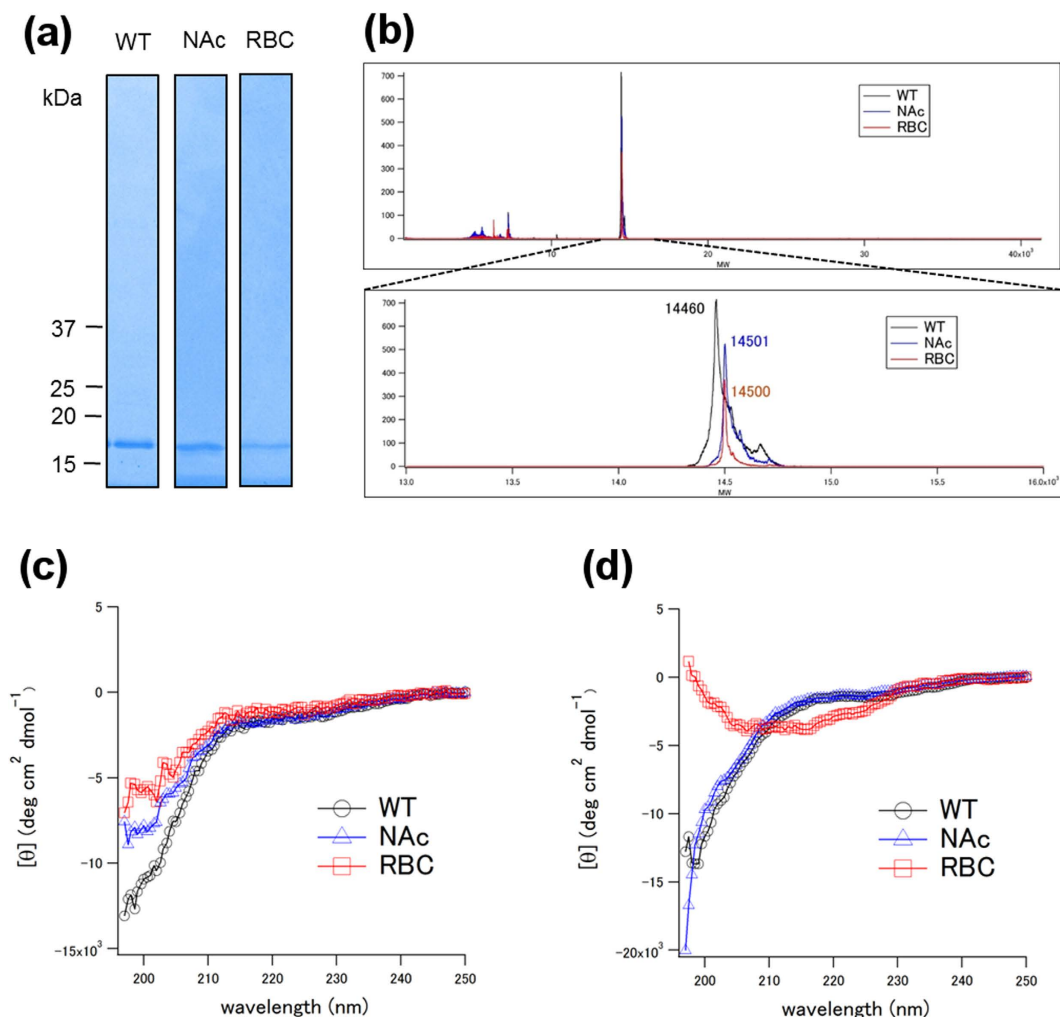 (a)
WT NAc RBC
kDa
37
25
20
15
(b)
700
600
500
400
300
200
100
0
WT
NAc
RBC
10
20
40x10³
MW
700
600
500
400
300
200
100
0
14460
14501
14500
WT
NAc
RBC
13.0 13.5 14.0 14.5 15.0 15.5 16.0x10³
MW
(c)
5
0
-5
-10
-15x10³
[θ] (deg cm² dmol⁻¹)
WT
NAc
RBC
200 210 220 230 240 250
wavelength (nm)
(d)
5
0
-5
-10
-15
-20x10³
[θ] (deg cm² dmol⁻¹)
WT
NAc
RBC
200 210 220 230 240 250
wavelength (nm)